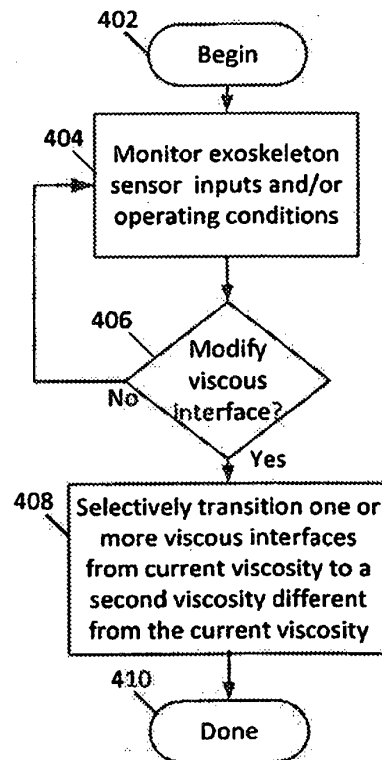 402
Begin
404
Monitor exoskeleton
sensor inputs and/or
operating conditions
406
Modify
viscous
interface?
No
Yes
408
Selectively transition one or
more viscous interfaces
from current viscosity to a
second viscosity different
from the current viscosity
410
Done